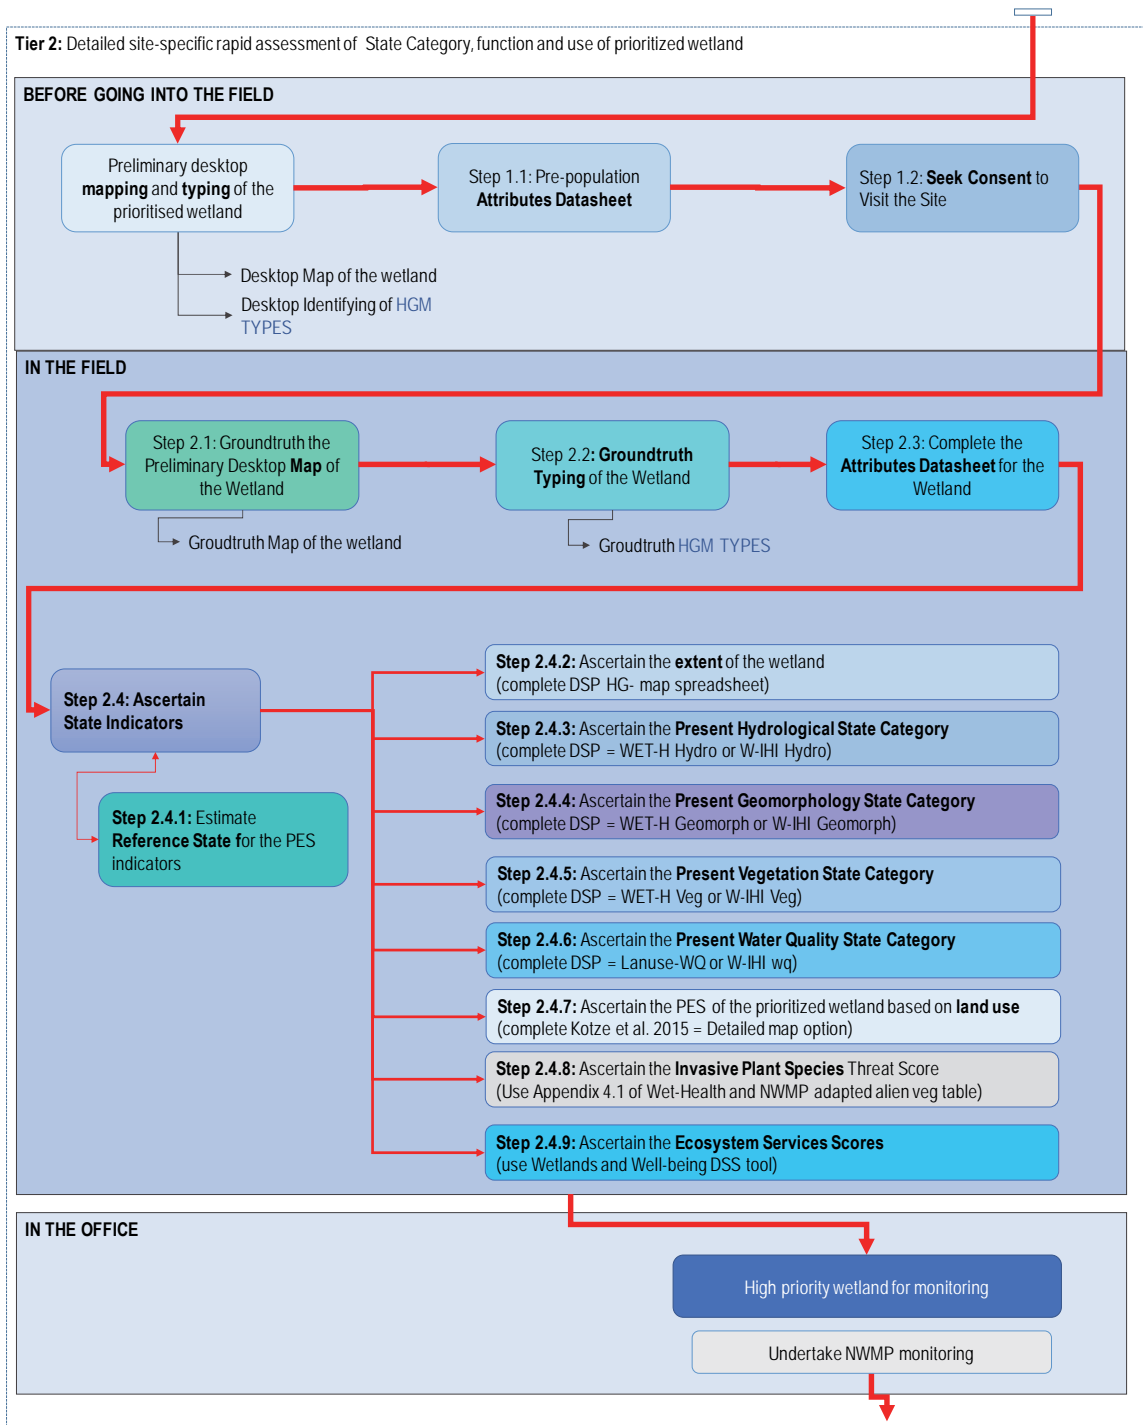 Tier 2: Detailed site-specific rapid assessment of State Category, function and use of prioritized wetland
BEFORE GOING INTO THE FIELD
Preliminary desktop
mapping and typing of the
prioritised wetland
Step 1.1: Pre-population
Attributes Datasheet
Step 1.2: Seek Consent to
Visit the Site
Desktop Map of the wetland
Desktop Identifying of HGM
TYPES
IN THE FIELD
Step 2.1: Groundtruth the
Preliminary Desktop Map of
the Wetland
Step 2.2: Groundtruth
Typing of the Wetland
Step 2.3: Complete the
Attributes Datasheet for the
Wetland
Groudtruth Map of the wetland
Groudtruth HGM TYPES
Step 2.4: Ascertain
State Indicators
Step 2.4.1: Estimate
Reference State for the PES
indicators
Step 2.4.2: Ascertain the extent of the wetland
(complete DSP HG- map spreadsheet)
Step 2.4.3: Ascertain the Present Hydrological State Category
(complete DSP = WET-H Hydro or W-IHI Hydro)
Step 2.4.4: Ascertain the Present Geomorphology State Category
(complete DSP = WET-H Geomorph or W-IHI Geomorph)
Step 2.4.5: Ascertain the Present Vegetation State Category
(complete DSP = WET-H Veg or W-IHI Veg)
Step 2.4.6: Ascertain the Present Water Quality State Category
(complete DSP = Lanuse-WQ or W-IHI wq)
Step 2.4.7: Ascertain the PES of the prioritized wetland based on land use
(complete Kotze et al. 2015 = Detailed map option)
Step 2.4.8: Ascertain the Invasive Plant Species Threat Score
(Use Appendix 4.1 of Wet-Health and NWMP adapted alien veg table)
Step 2.4.9: Ascertain the Ecosystem Services Scores
(use Wetlands and Well-being DSS tool)
IN THE OFFICE
High priority wetland for monitoring
Undertake NWMP monitoring